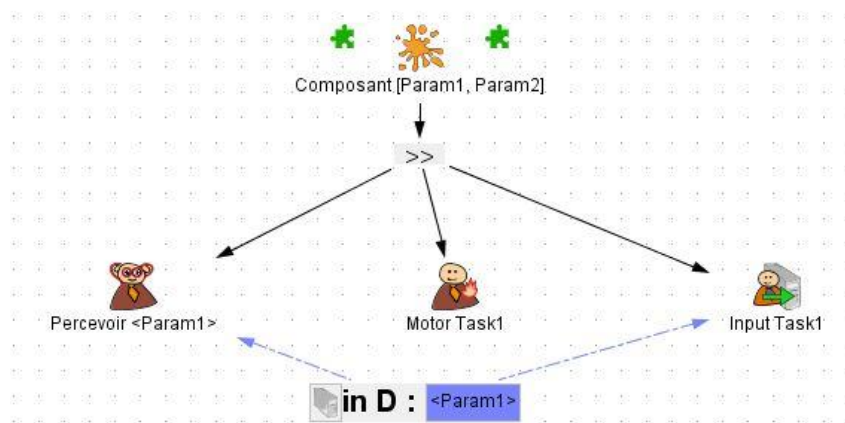 Composant [Param1, Param2]
>>
Percevoir <Param1>
Motor Task1
Input Task1
in D : <Param1>